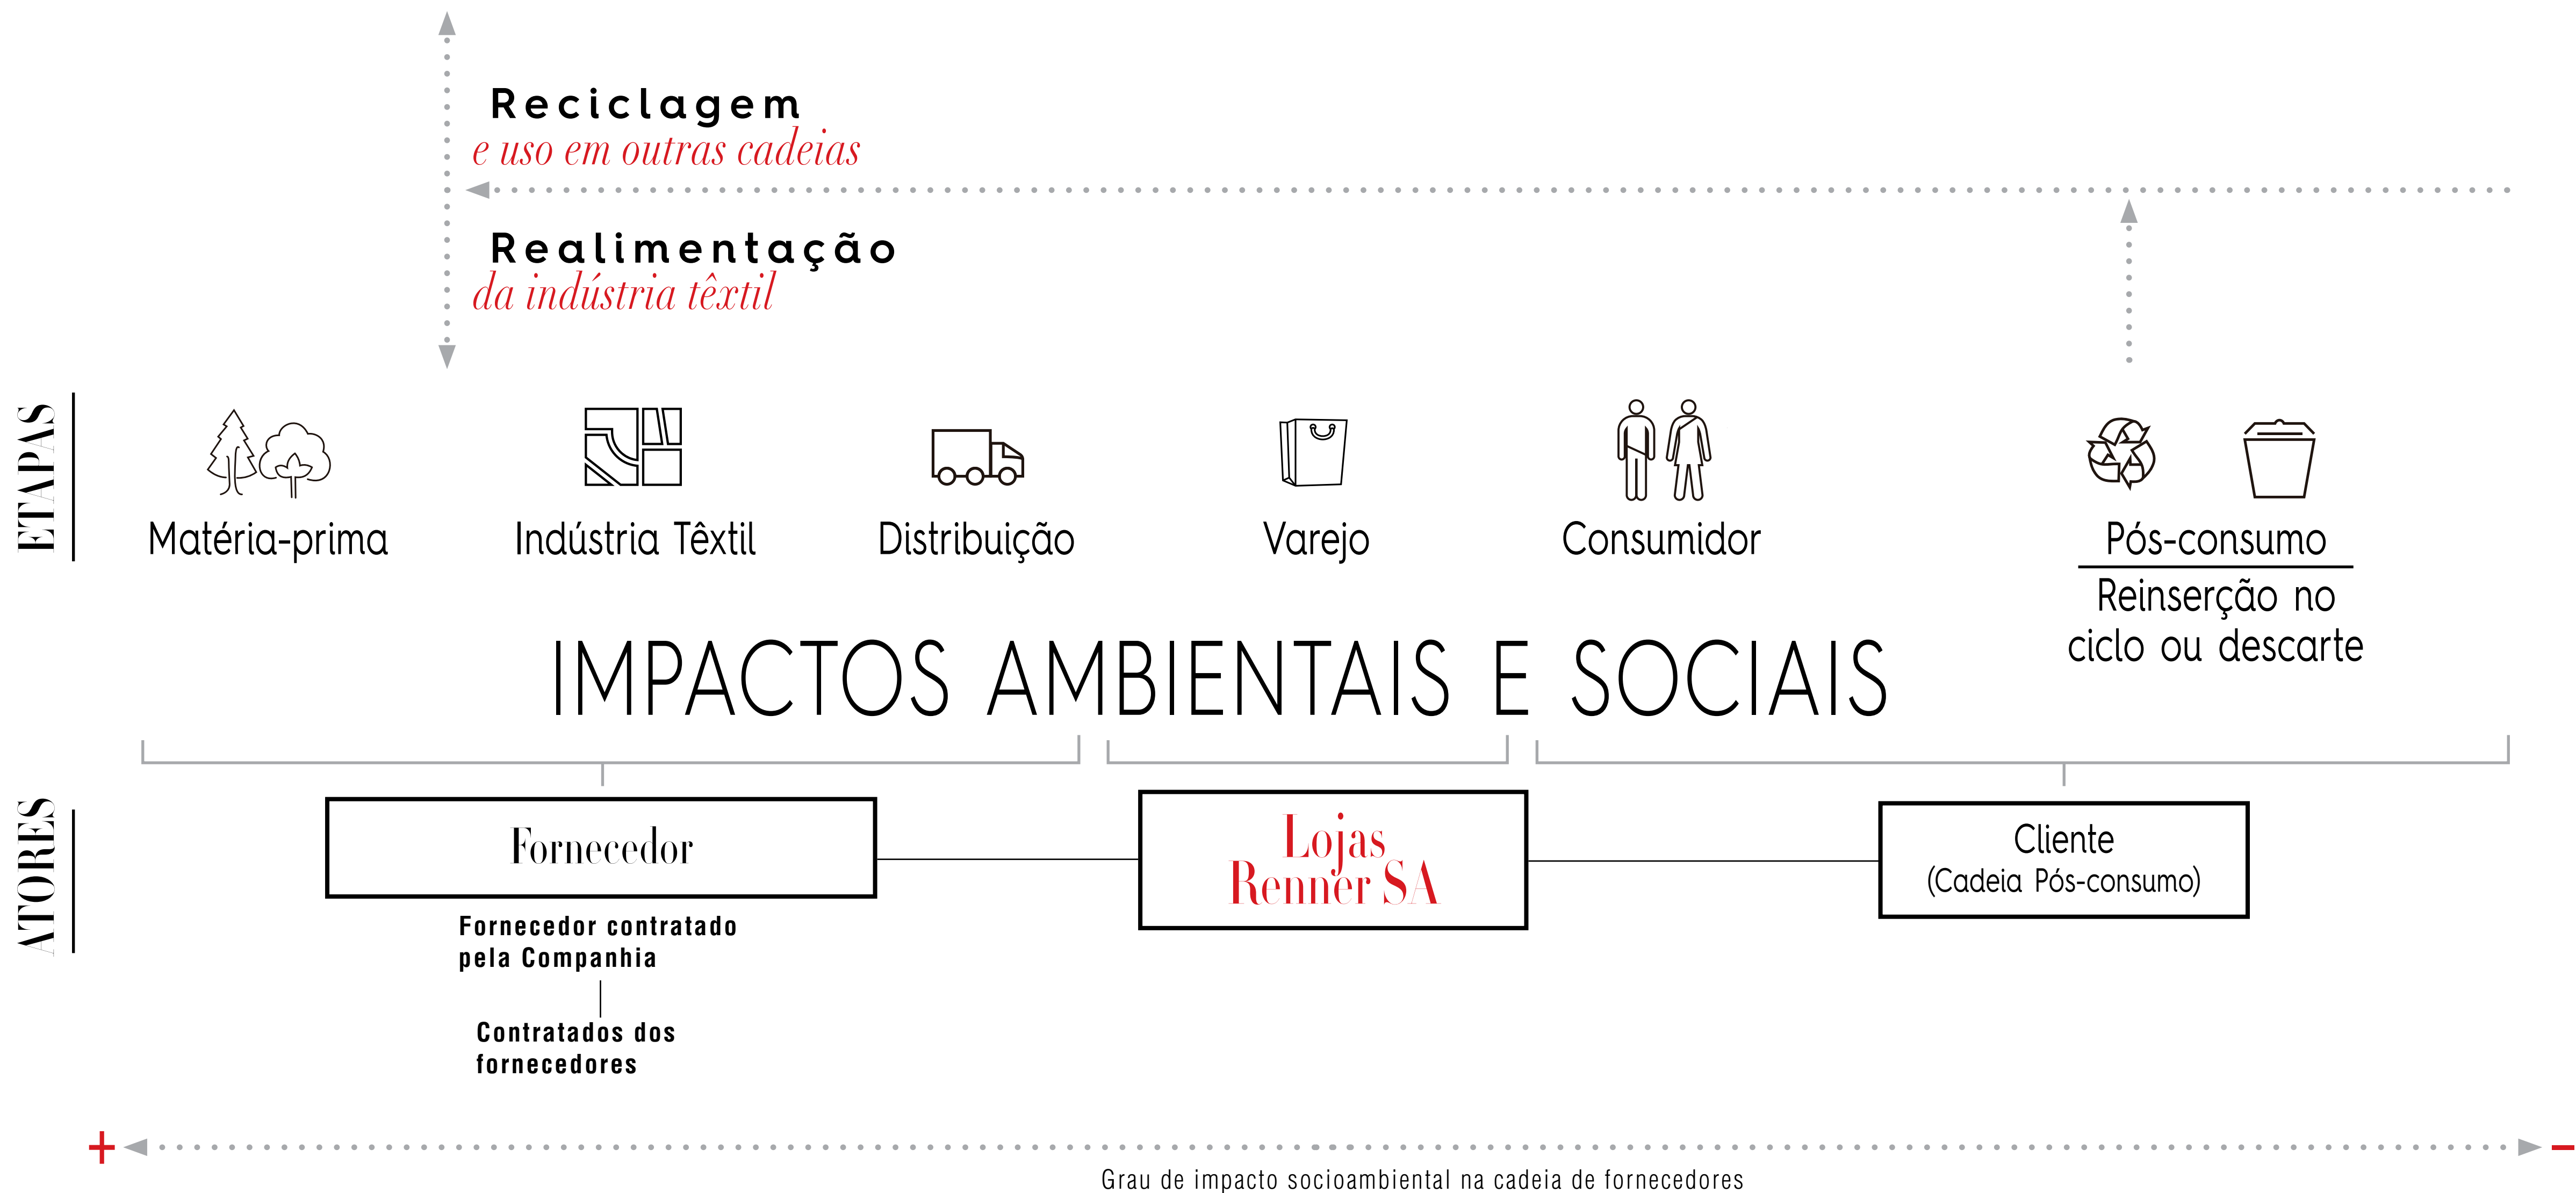 Reciclagem
e uso em outras cadeias
Realimentação
da indústria têxtil
ETAPAS
Matéria-prima
Indústria Têxtil
Distribuição
Varejo
Consumidor
Pós-consumo
Reinserção no
ciclo ou descarte
IMPACTOS AMBIENTAIS E SOCIAIS
ATORES
Fornecedor
Fornecedor contratado
pela Companhia
Contratados dos
fornecedores
Lojas
Renner SA
Cliente
(Cadeia Pós-consumo)
+
–
Grau de impacto socioambiental na cadeia de fornecedores